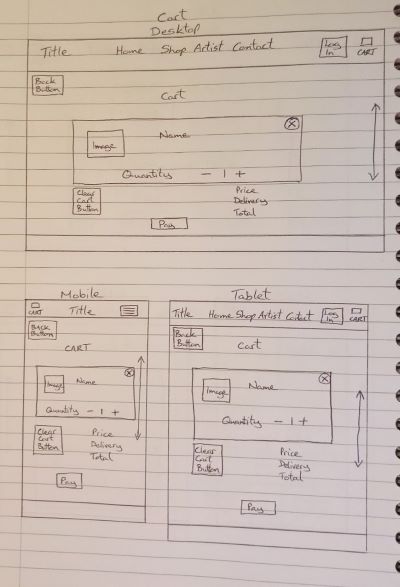 Cart
Desktop
Title Home Shop Artist Contact Log In CART
Back Button
Cart
Image Name
Quantity - 1 +
Clear Cart Button
Price
Delivery
Total
Pay
Mobile
CART Title
Back Button
CART
Image Name
Quantity - 1 +
Clear Cart Button
Price
Delivery
Total
Pay
Tablet
Title Home Shop Artist Contact Log In CART
Back Button
Cart
Image Name
Quantity - 1 +
Clear Cart Button
Price
Delivery
Total
Pay